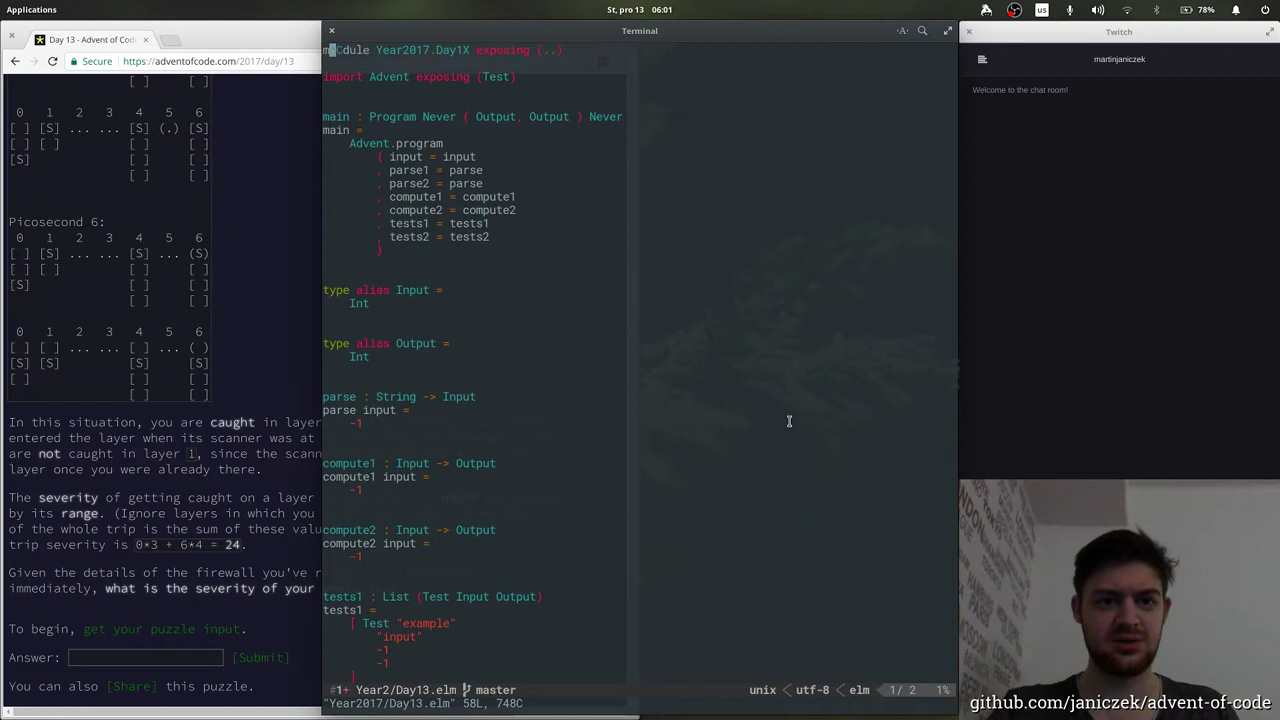 Applications
St, pro 13 06:01
us
78%
Day 13 - Advent of Cod
Secure
https://adventofcode.com/2017/day/13
[ ] [ ]
0 1 2 3 4 5 6
[ ] [S] ... ... [S] (.) [S]
[ ] [ ] [ ] [ ]
[S] [ ] [ ]
[ ] [ ]
Picosecond 6:
0 1 2 3 4 5 6
[ ] [S] ... ... [S] ... (S)
[ ] [ ] [ ] [ ]
[S] [ ] [ ]
[ ] [ ]
0 1 2 3 4 5 6
[ ] [ ] ... ... [ ] ... ( )
[S] [S] [S] [S]
[ ] [ ] [ ]
[ ] [ ]
In this situation, you are caught in layer
entered the layer when its scanner was at
are not caught in layer 1, since the scann
layer once you were already there.
The severity of getting caught on a layer
by its range. (Ignore layers in which you
of the whole trip is the sum of these valu
trip severity is 0*3 + 6*4 = 24.
Given the details of the firewall you've r
immediately, what is the severity of your
To begin, get your puzzle input.
Answer: [Submit]
You can also [Share] this puzzle.
Terminal
Year2017.Day1X exposing (..)
import Advent exposing (Test)
main : Program Never ( Output, Output ) Never
main =
Advent.program
{ input = input
, parse1 = parse
, parse2 = parse
, compute1 = compute1
, compute2 = compute2
, tests1 = tests1
, tests2 = tests2
}
type alias Input =
Int
type alias Output =
Int
parse : String -> Input
parse input =
-1
compute1 : Input -> Output
compute1 input =
-1
compute2 : Input -> Output
compute2 input =
-1
tests1 : List (Test Input Output)
tests1 =
[ Test "example"
"input"
-1
-1
]
#1+ Year2/Day13.elm master
unix utf-8 elm 1/ 2 1%
"Year2017/Day13.elm" 58L, 748C
Twitch
martinjaniczek
Welcome to the chat room!
github.com/janiczek/advent-of-code